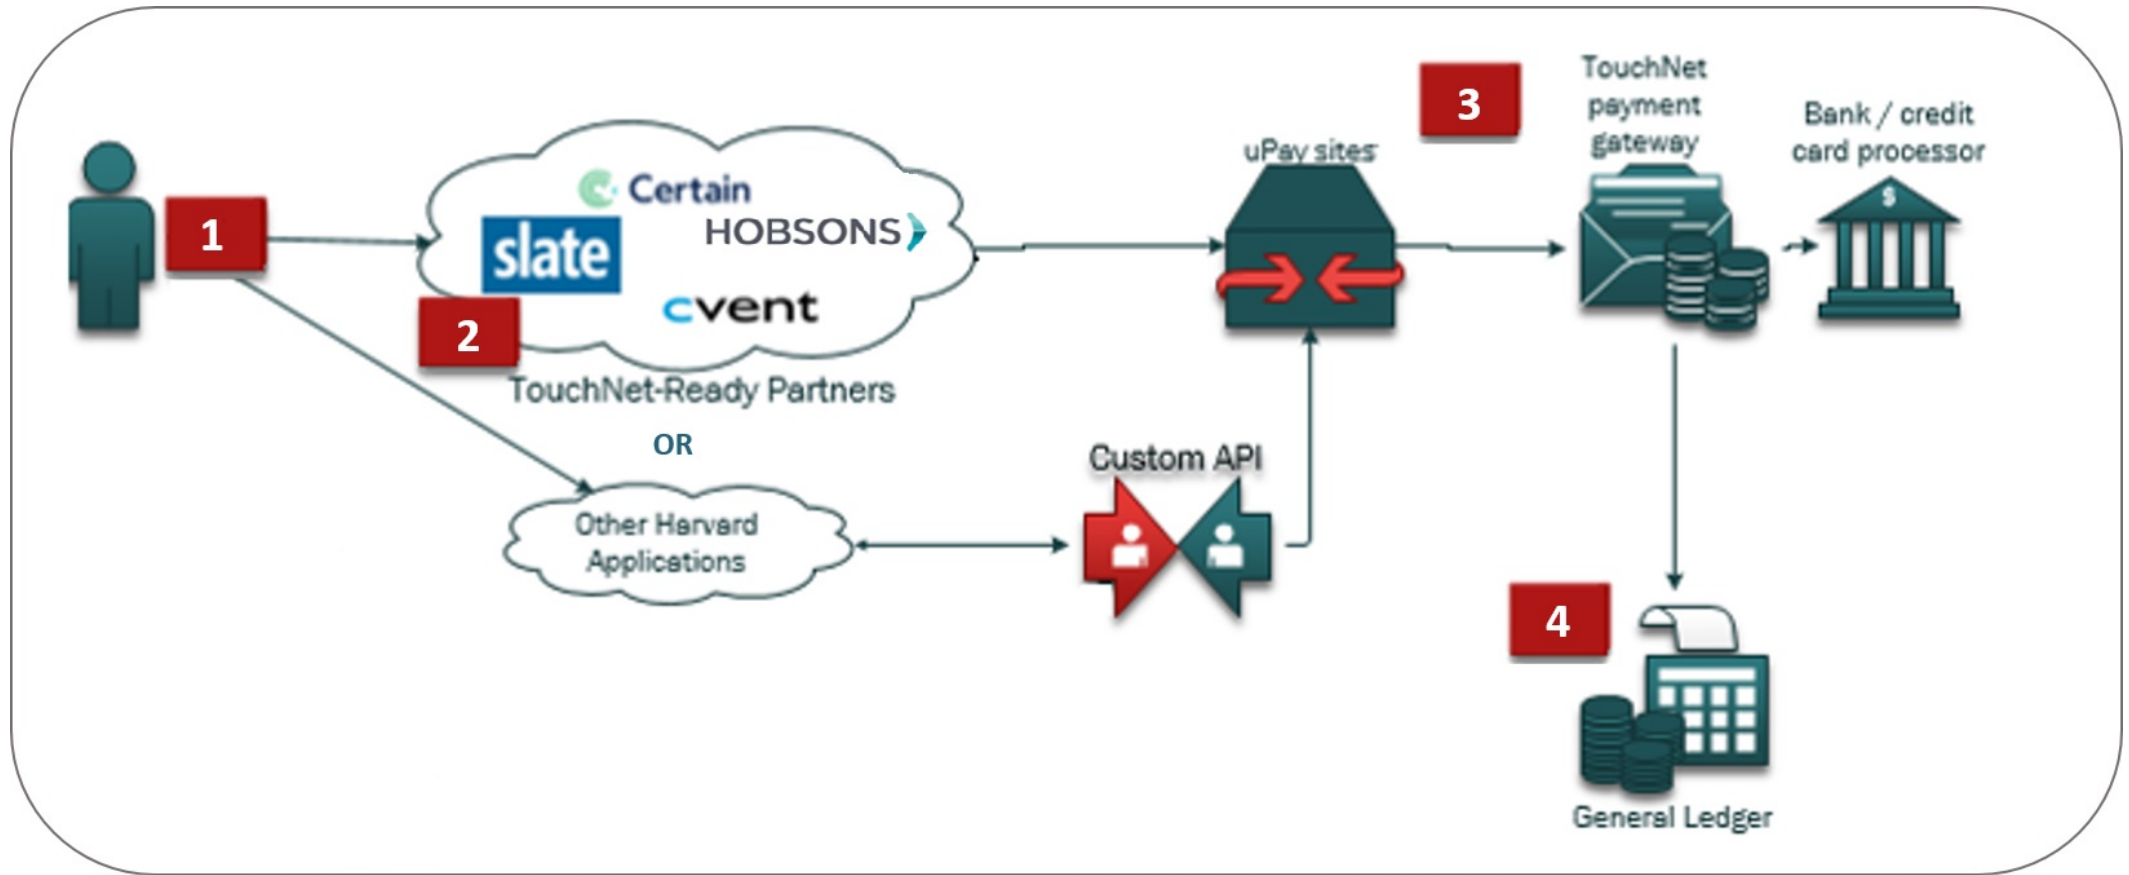 1
2
Certain
HOBSONS
slate
cvent
TouchNet-Ready Partners
OR
Other Harvard
Applications
Custom API
uPay sites
3
TouchNet
payment
gateway
Bank / credit
card processor
$
4
General Ledger